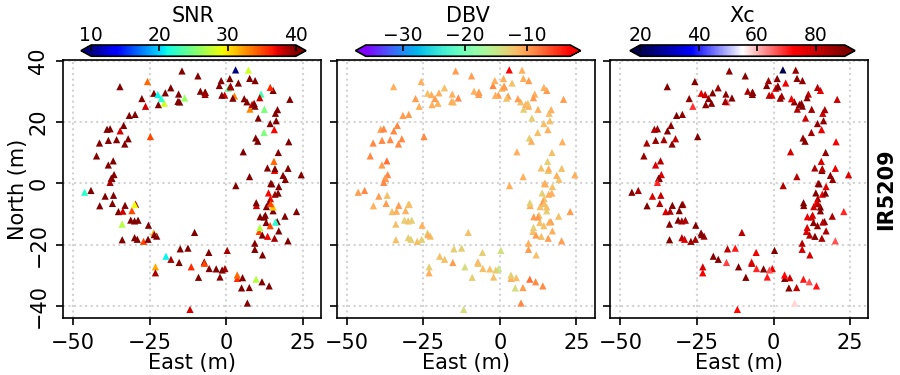 SNR DBV Xc
10 20 30 40 −30 −20 −10 20 40 60 80
40
20
0
−20
−40
North (m)
IR5209
−50 −25 0 25 −50 −25 0 25 −50 −25 0 25
East (m) East (m) East (m)